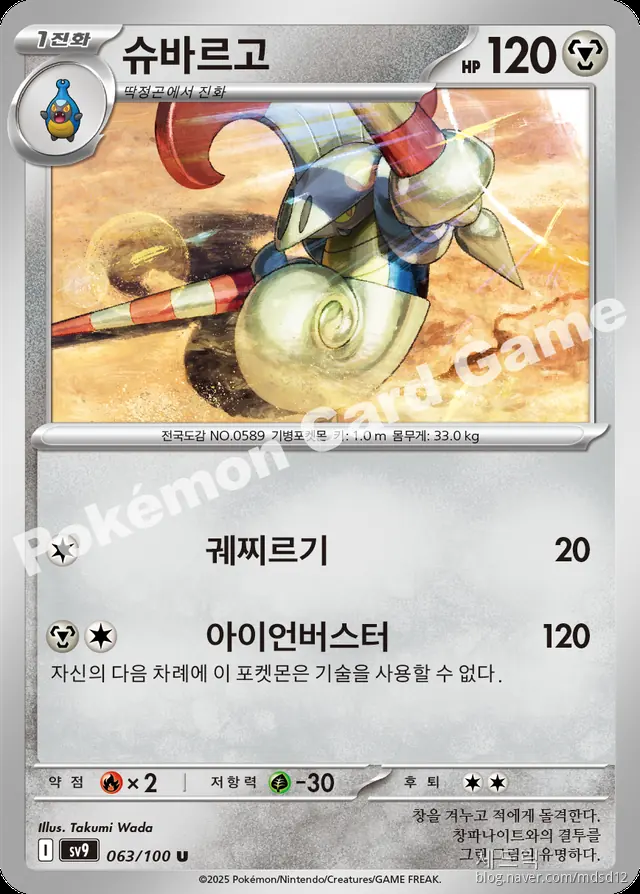 1진화
슈바르고
HP 120
딱정곤에서 진화
전국도감 NO.0589 기병포켓몬 키: 1.0 m 몸무게: 33.0 kg
Pokémon Card Game
궤찌르기 20
아이언버스터 120
자신의 다음 차례에 이 포켓몬은 기술을 사용할 수 없다.
약점 ×2 저항력 -30 후퇴
Illus. Takumi Wada
창을 겨누고 적에게 돌격한다.
창파나이트와의 결투를
그린 그림이 유명하다.
I sv9 063/100 U
©2025 Pokémon/Nintendo/Creatures/GAME FREAK.
blog.naver.com/mdsd12